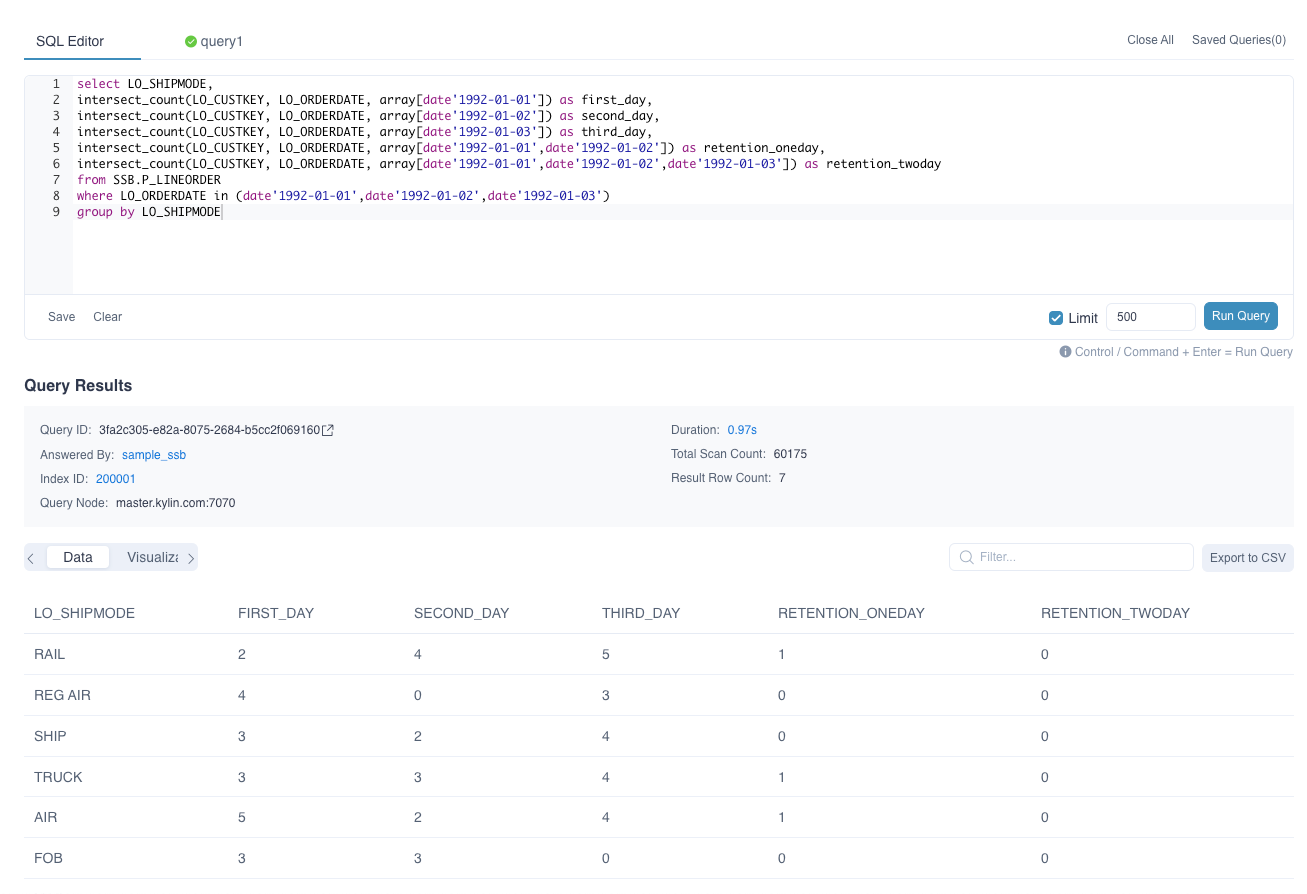 SQL Editor query1 Close All Saved Queries(0)
1 select LO_SHIPMODE,
2 intersect_count(LO_CUSTKEY, LO_ORDERDATE, array[date'1992-01-01']) as first_day,
3 intersect_count(LO_CUSTKEY, LO_ORDERDATE, array[date'1992-01-02']) as second_day,
4 intersect_count(LO_CUSTKEY, LO_ORDERDATE, array[date'1992-01-03']) as third_day,
5 intersect_count(LO_CUSTKEY, LO_ORDERDATE, array[date'1992-01-01',date'1992-01-02']) as retention_oneday,
6 intersect_count(LO_CUSTKEY, LO_ORDERDATE, array[date'1992-01-01',date'1992-01-02',date'1992-01-03']) as retention_twoday
7 from SSB.P_LINEORDER
8 where LO_ORDERDATE in (date'1992-01-01',date'1992-01-02',date'1992-01-03')
9 group by LO_SHIPMODE
Save Clear Limit 500 Run Query
Control / Command + Enter = Run Query
Query Results
Query ID: 3fa2c305-e82a-8075-2684-b5cc2f069160 Duration: 0.97s
Answered By: sample_ssb Total Scan Count: 60175
Index ID: 200001 Result Row Count: 7
Query Node: master.kylin.com:7070
Data Visualiza Filter... Export to CSV
LO_SHIPMODE FIRST_DAY SECOND_DAY THIRD_DAY RETENTION_ONEDAY RETENTION_TWODAY
RAIL 2 4 5 1 0
REG AIR 4 0 3 0 0
SHIP 3 2 4 0 0
TRUCK 3 3 4 1 0
AIR 5 2 4 1 0
FOB 3 3 0 0 0